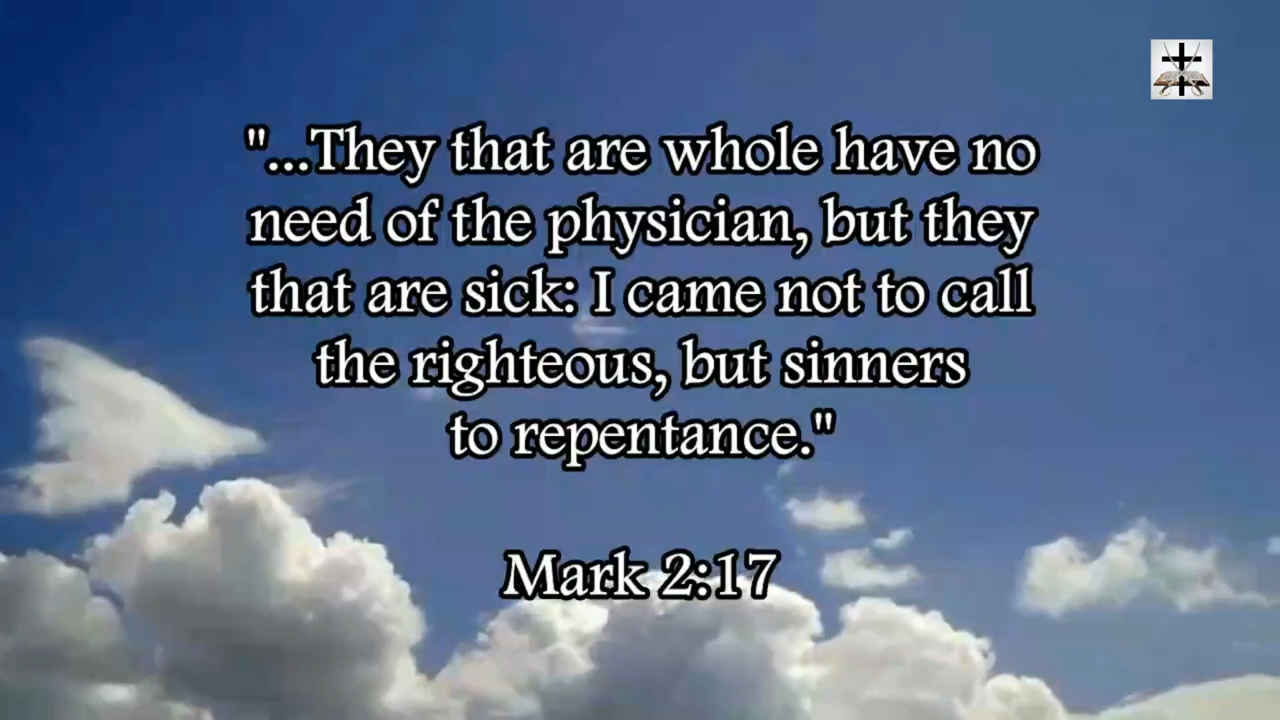 "...They that are whole have no
need of the physician, but they
that are sick: I came not to call
the righteous, but sinners
to repentance."
Mark 2:17